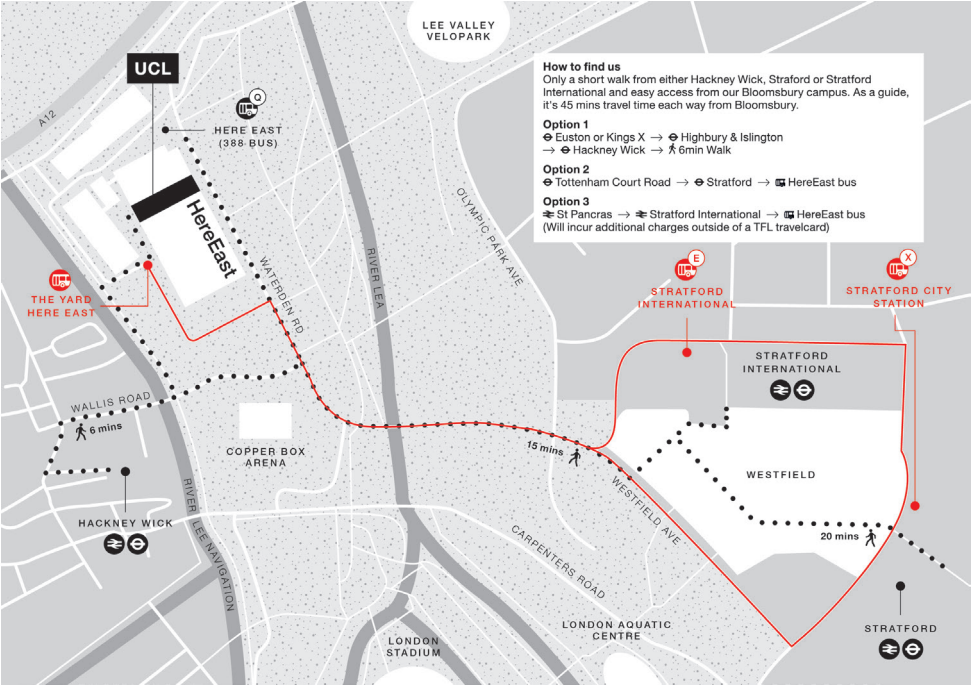 LEE VALLEY
VELOPARK
How to find us
Only a short walk from either Hackney Wick, Straford or Stratford
International and easy access from our Bloomsbury campus. As a guide,
it's 45 mins travel time each way from Bloomsbury.
Option 1
Euston or Kings X → Highbury & Islington
→ Hackney Wick → 6min Walk
Option 2
Tottenham Court Road → Stratford → HereEast bus
Option 3
St Pancras → Stratford International → HereEast bus
(Will incur additional charges outside of a TFL travelcard)
UCL
A12
Q
HERE EAST
(388 BUS)
HereEast
OLYMPIC PARK AVE
RIVER LEA
WATERDEN RD
THE YARD
HERE EAST
E
STRATFORD
INTERNATIONAL
X
STRATFORD CITY
STATION
STRATFORD
INTERNATIONAL
WALLIS ROAD
6 mins
COPPER BOX
ARENA
15 mins
WESTFIELD
WESTFIELD AVE
20 mins
HACKNEY WICK
RIVER LEE NAVIGATION
CARPENTERS ROAD
LONDON AQUATIC
CENTRE
LONDON
STADIUM
STRATFORD